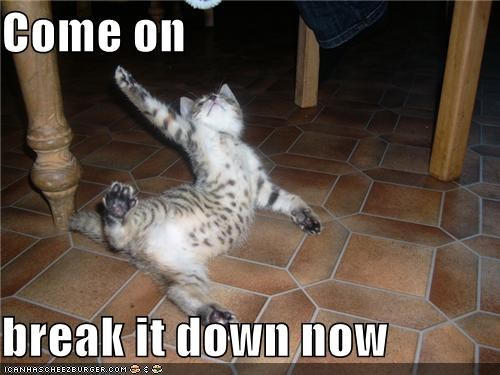 Come on
break it down now
ICANHASCHEEZBURGER.COM